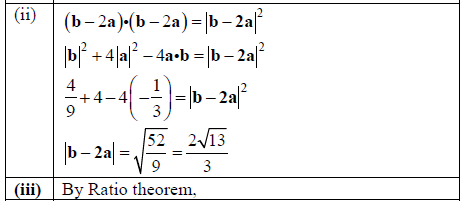 (ii) (b – 2a)•(b – 2a) = |b – 2a|²
|b|² + 4|a|² – 4a•b = |b – 2a|²
4/9 + 4 – 4(–1/3) = |b – 2a|²
|b – 2a| = √(52/9) = 2√13/3
(iii) By Ratio theorem,